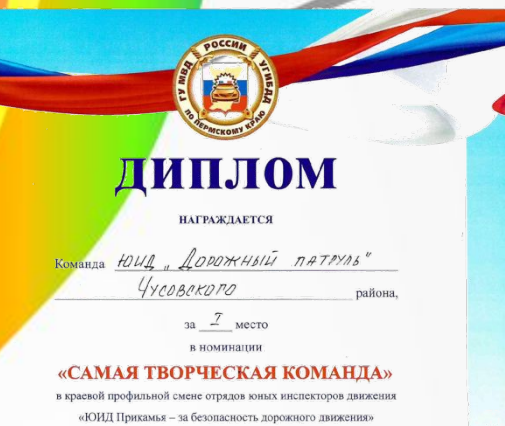 ГУ МВД РОССИИ УГИБДД
ПО ПЕРМСКОМУ КРАЮ
ДИПЛОМ
НАГРАЖДАЕТСЯ
Команда ЮИД „Дорожный патруль"
Чусовского района,
за I место
в номинации
«САМАЯ ТВОРЧЕСКАЯ КОМАНДА»
в краевой профильной смене отрядов юных инспекторов движения
«ЮИД Прикамья – за безопасность дорожного движения»